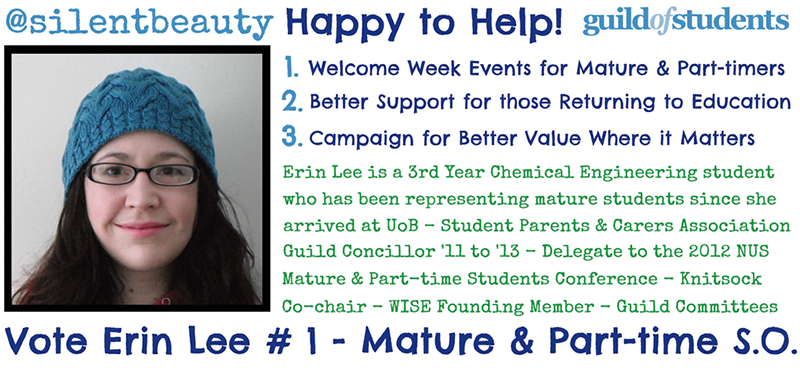 @silentbeauty Happy to Help! guildofstudents
1. Welcome Week Events for Mature & Part-timers
2. Better Support for those Returning to Education
3. Campaign for Better Value Where it Matters
Erin Lee is a 3rd Year Chemical Engineering student
who has been representing mature students since she
arrived at UoB - Student Parents & Carers Association
Guild Concillor '11 to '13 - Delegate to the 2012 NUS
Mature & Part-time Students Conference - Knitsock
Co-chair - WISE Founding Member - Guild Committees
Vote Erin Lee # 1 - Mature & Part-time S.O.